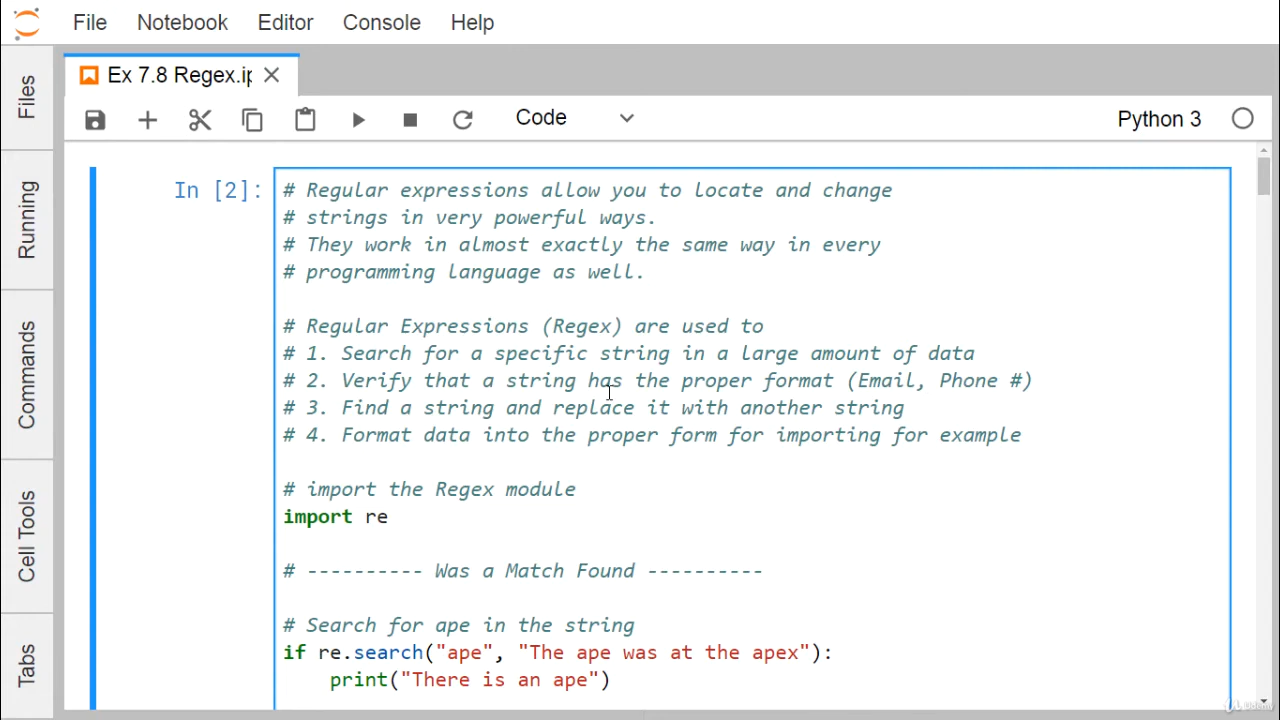 File Notebook Editor Console Help
Ex 7.8 Regex.ip
Code
Python 3
Files
Running
Commands
Cell Tools
Tabs
In [2]:
# Regular expressions allow you to locate and change
# strings in very powerful ways.
# They work in almost exactly the same way in every
# programming language as well.
# Regular Expressions (Regex) are used to
# 1. Search for a specific string in a large amount of data
# 2. Verify that a string has the proper format (Email, Phone #)
# 3. Find a string and replace it with another string
# 4. Format data into the proper form for importing for example
# import the Regex module
import re
# ---------- Was a Match Found ----------
# Search for ape in the string
if re.search("ape", "The ape was at the apex"):
    print("There is an ape")
Udemy